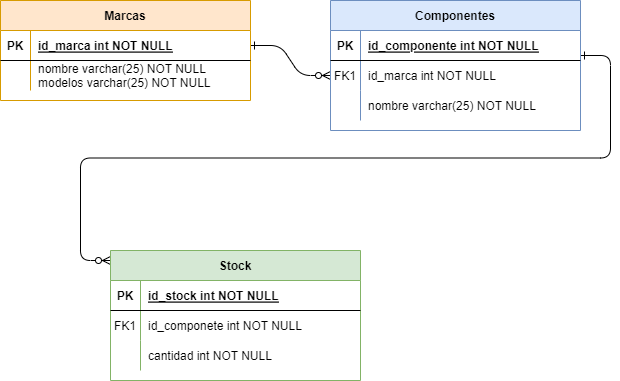 Marcas
PK id_marca int NOT NULL
nombre varchar(25) NOT NULL
modelos varchar(25) NOT NULL
Componentes
PK id_componente int NOT NULL
FK1 id_marca int NOT NULL
nombre varchar(25) NOT NULL
Stock
PK id_stock int NOT NULL
FK1 id_componete int NOT NULL
cantidad int NOT NULL